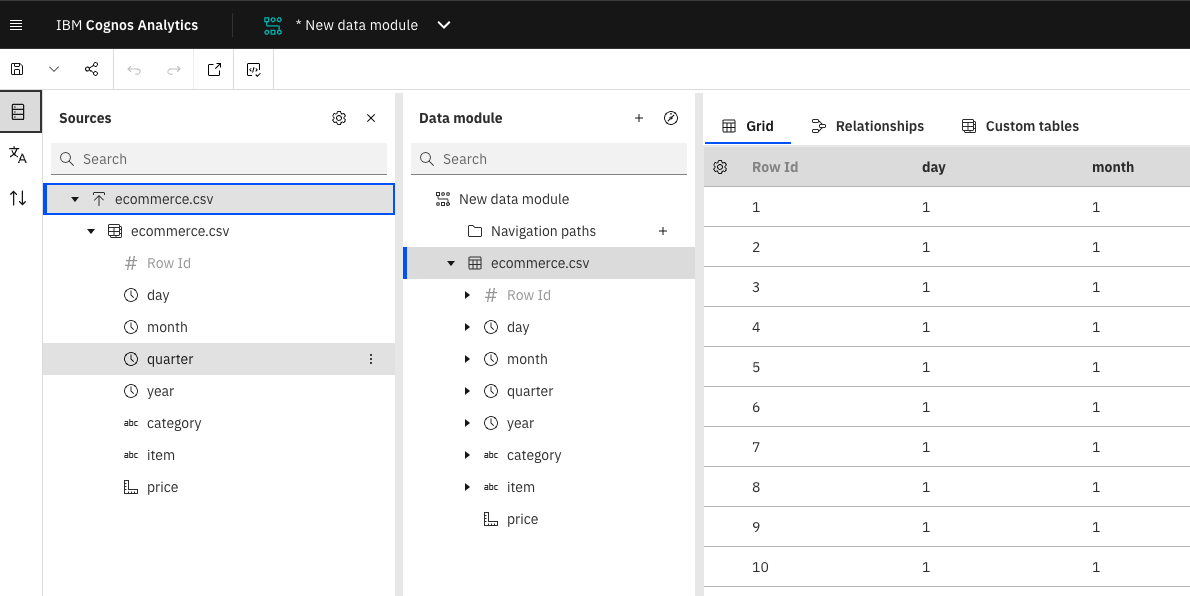 IBM Cognos Analytics
* New data module
Sources
Search
ecommerce.csv
ecommerce.csv
# Row Id
day
month
quarter
year
abc category
abc item
price
Data module
Search
New data module
Navigation paths
ecommerce.csv
# Row Id
day
month
quarter
year
abc category
abc item
price
Grid Relationships Custom tables
Row Id day month
1 1 1
2 1 1
3 1 1
4 1 1
5 1 1
6 1 1
7 1 1
8 1 1
9 1 1
10 1 1